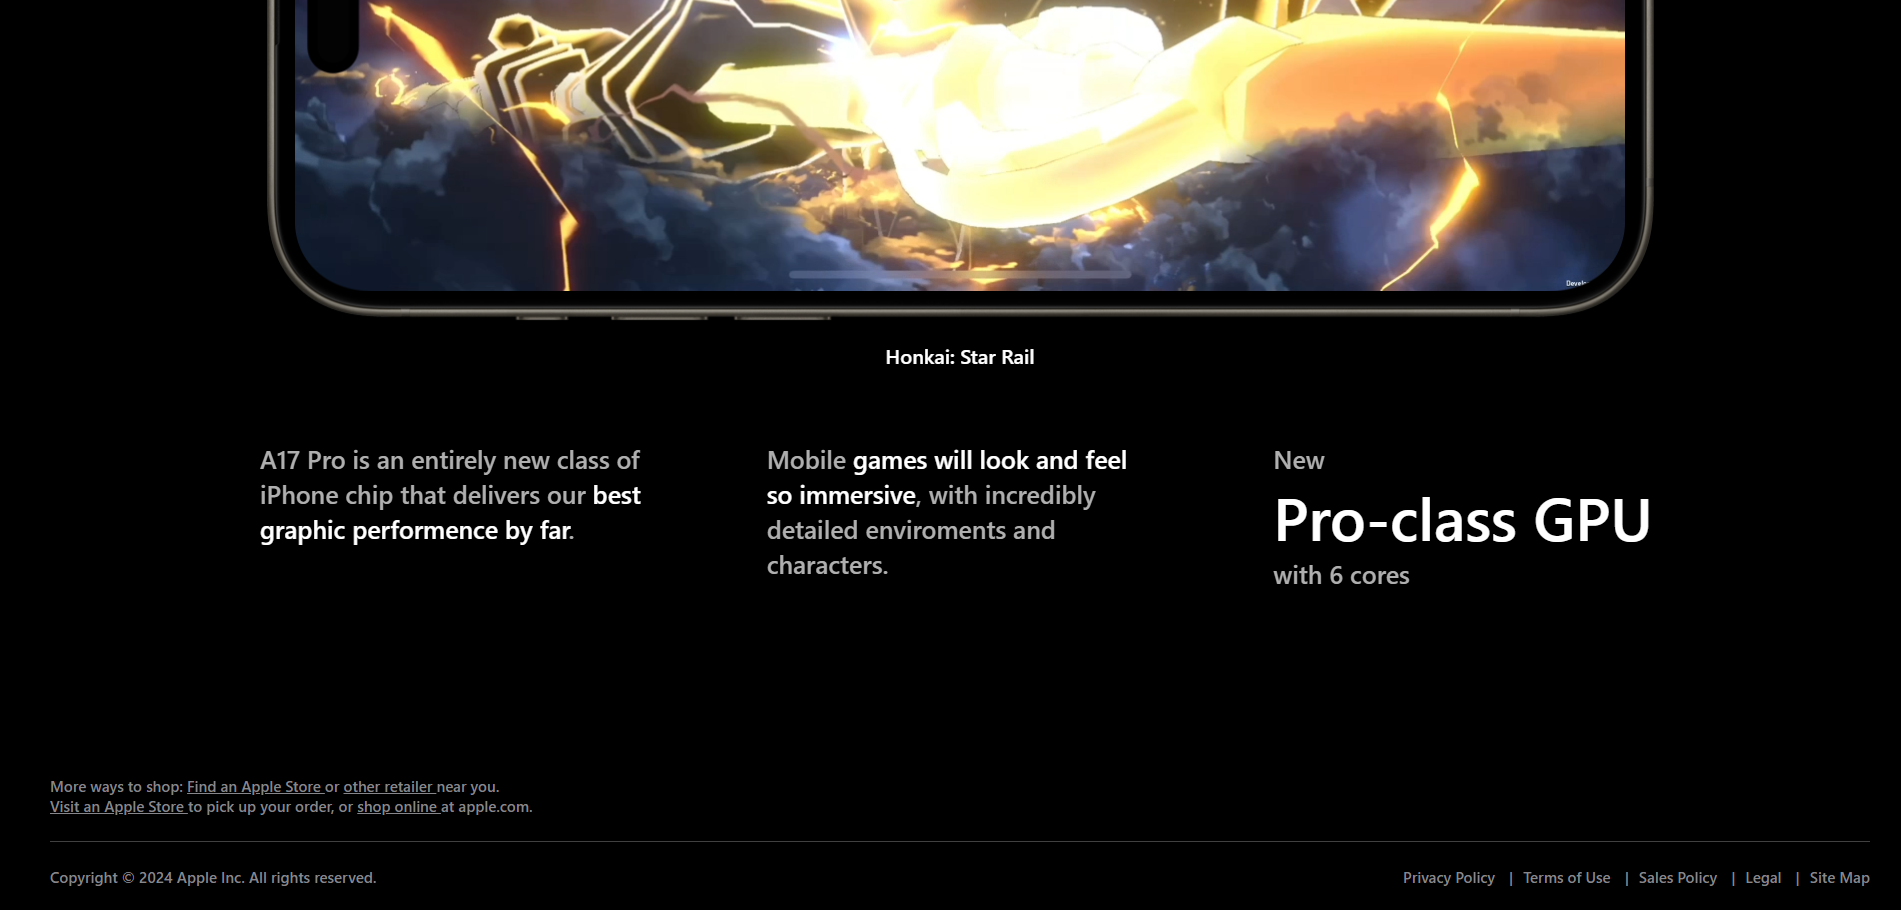 Honkai: Star Rail
A17 Pro is an entirely new class of
iPhone chip that delivers our best
graphic performence by far.
Mobile games will look and feel
so immersive, with incredibly
detailed enviroments and
characters.
New
Pro-class GPU
with 6 cores
More ways to shop: Find an Apple Store or other retailer near you.
Visit an Apple Store to pick up your order, or shop online at apple.com.
Copyright © 2024 Apple Inc. All rights reserved.
Privacy Policy | Terms of Use | Sales Policy | Legal | Site Map